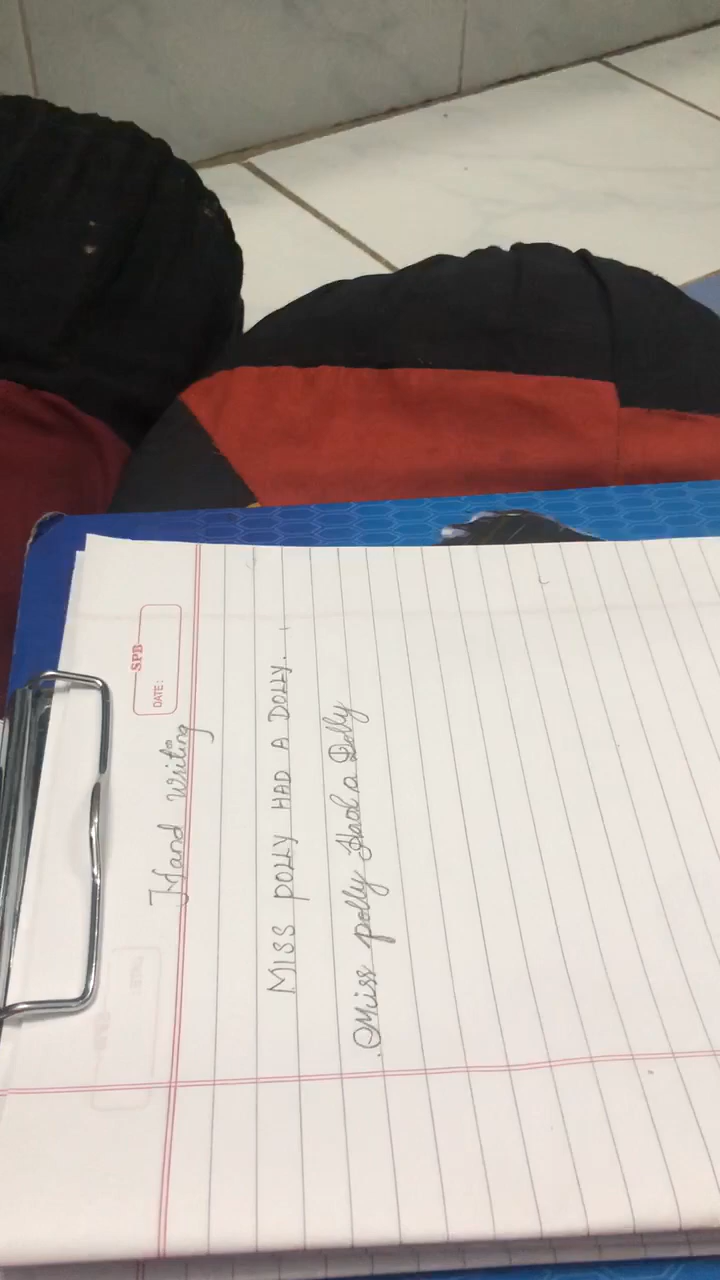 SPB
DATE:
Hand Writing
MISS POLLY HAD A DOLLY.
Miss polly Had a Dolly